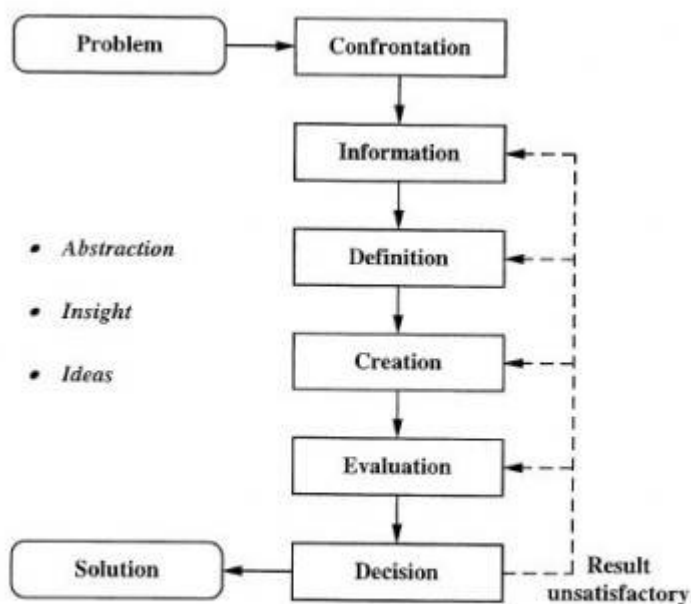 Problem
Confrontation
Information
• Abstraction
Definition
• Insight
Creation
• Ideas
Evaluation
Solution
Decision
Result
unsatisfactory